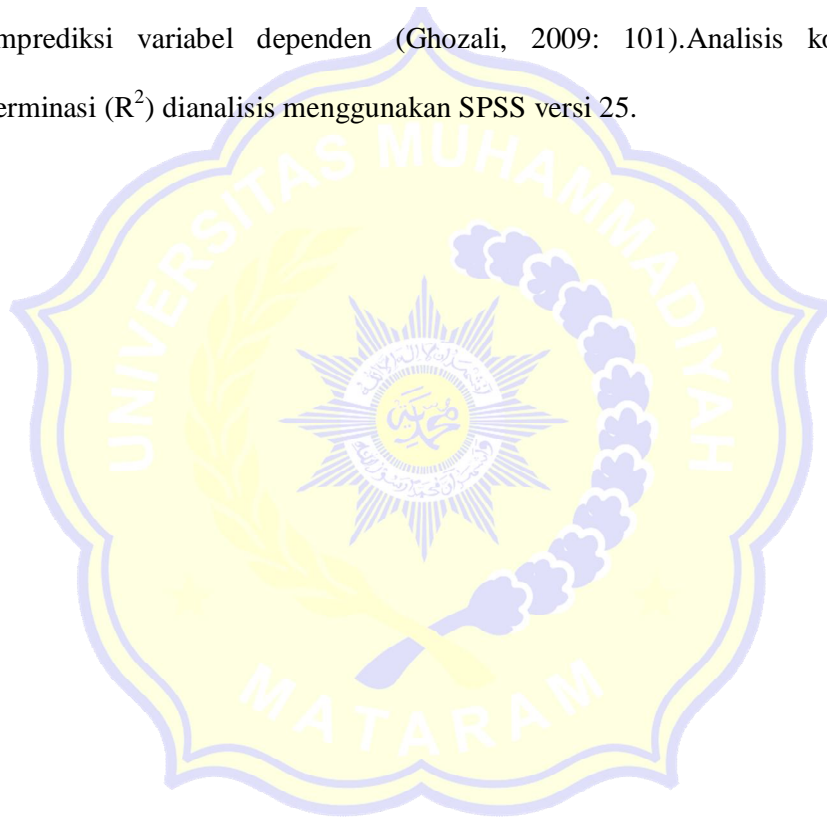 mprediksi variabel dependen (Ghozali, 2009: 101).Analisis ko
erminasi (R²) dianalisis menggunakan SPSS versi 25.
UNIVERSITAS MUHAMMADIYAH
MATARAM